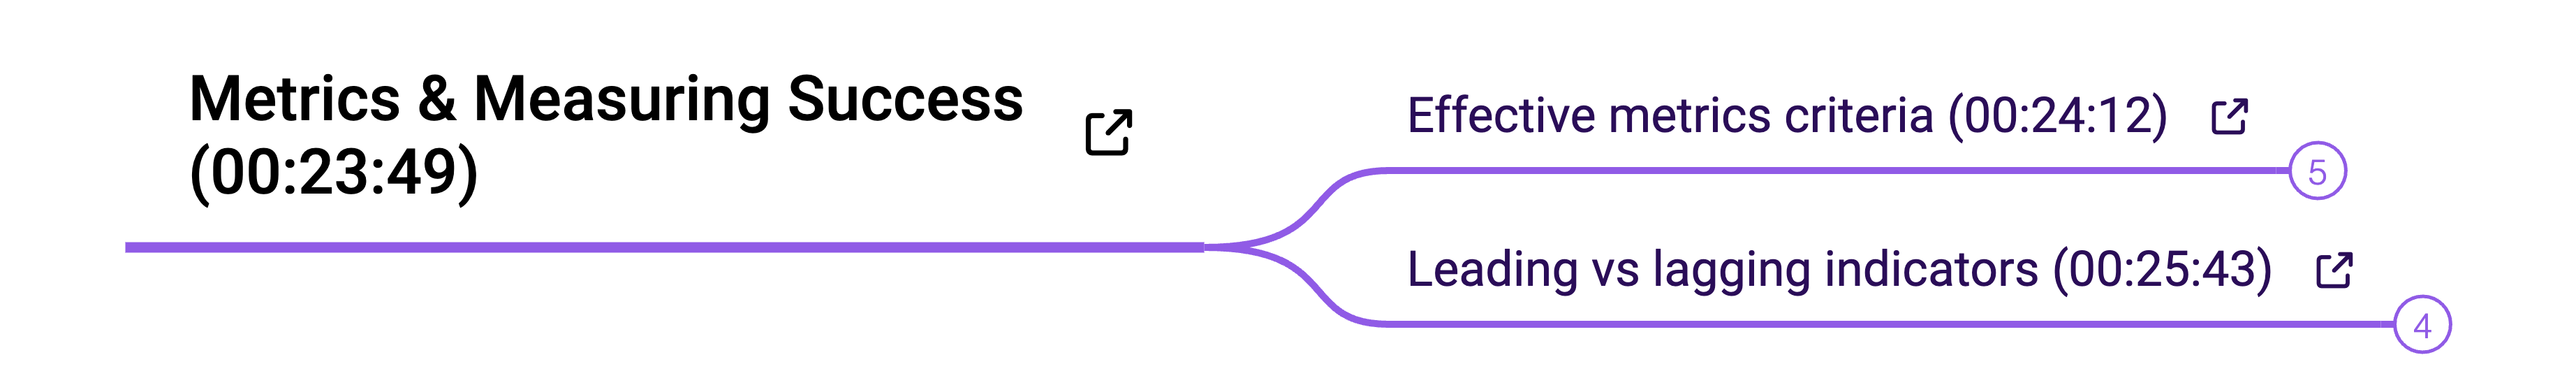 Metrics & Measuring Success
(00:23:49)
Effective metrics criteria (00:24:12)
5
Leading vs lagging indicators (00:25:43)
4